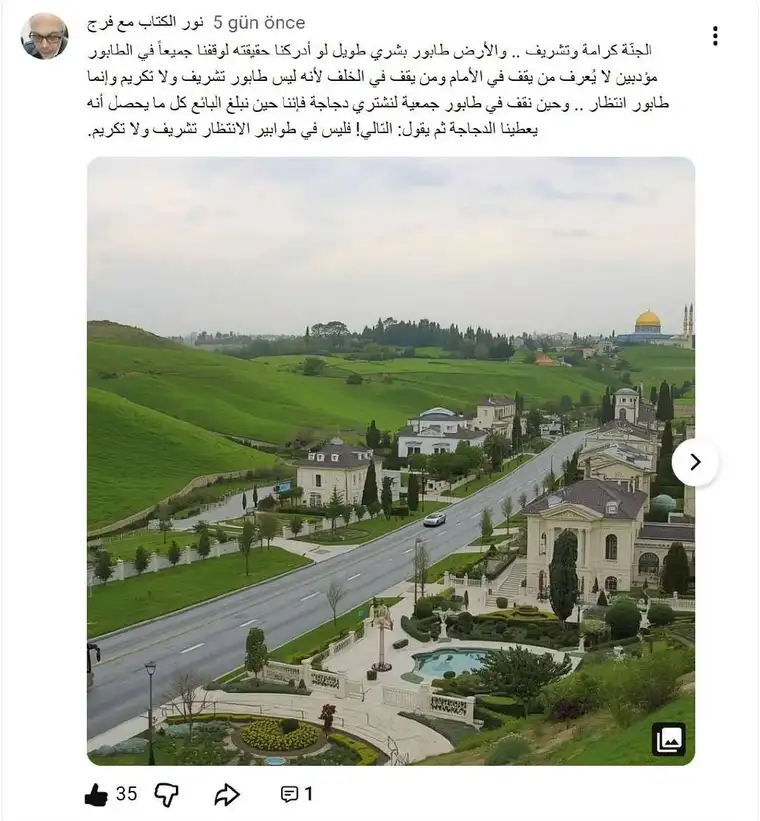 نور الكتاب مع فرج 5 gün önce
الجنّة كرامة وتشريف .. والأرض طابور بشري طويل لو أدركنا حقيقته لوقفنا جميعاً في الطابور
مؤدبين لا يُعرف من يقف في الأمام ومن يقف في الخلف لأنه ليس طابور تشريف ولا تكريم وإنما
طابور انتظار .. وحين نقف في طابور جمعية لنشتري دجاجة فإننا حين نبلغ البائع كل ما يحصل أنه
يعطينا الدجاجة ثم يقول: التالي! فليس في طوابير الانتظار تشريف ولا تكريم.
35 1